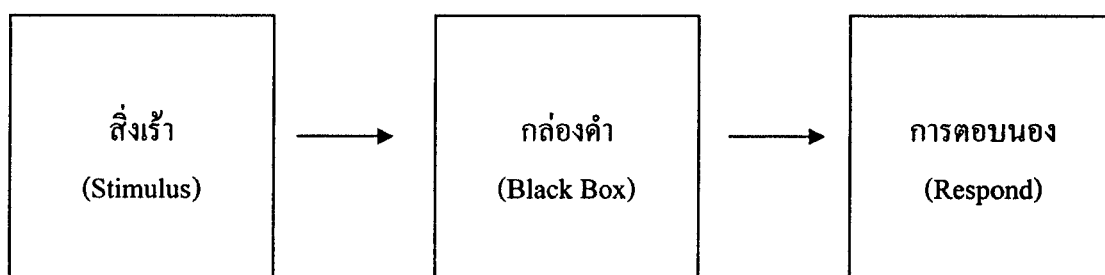 สิ่งเร้า
(Stimulus)
กล่องดำ
(Black Box)
การตอบนอง
(Respond)